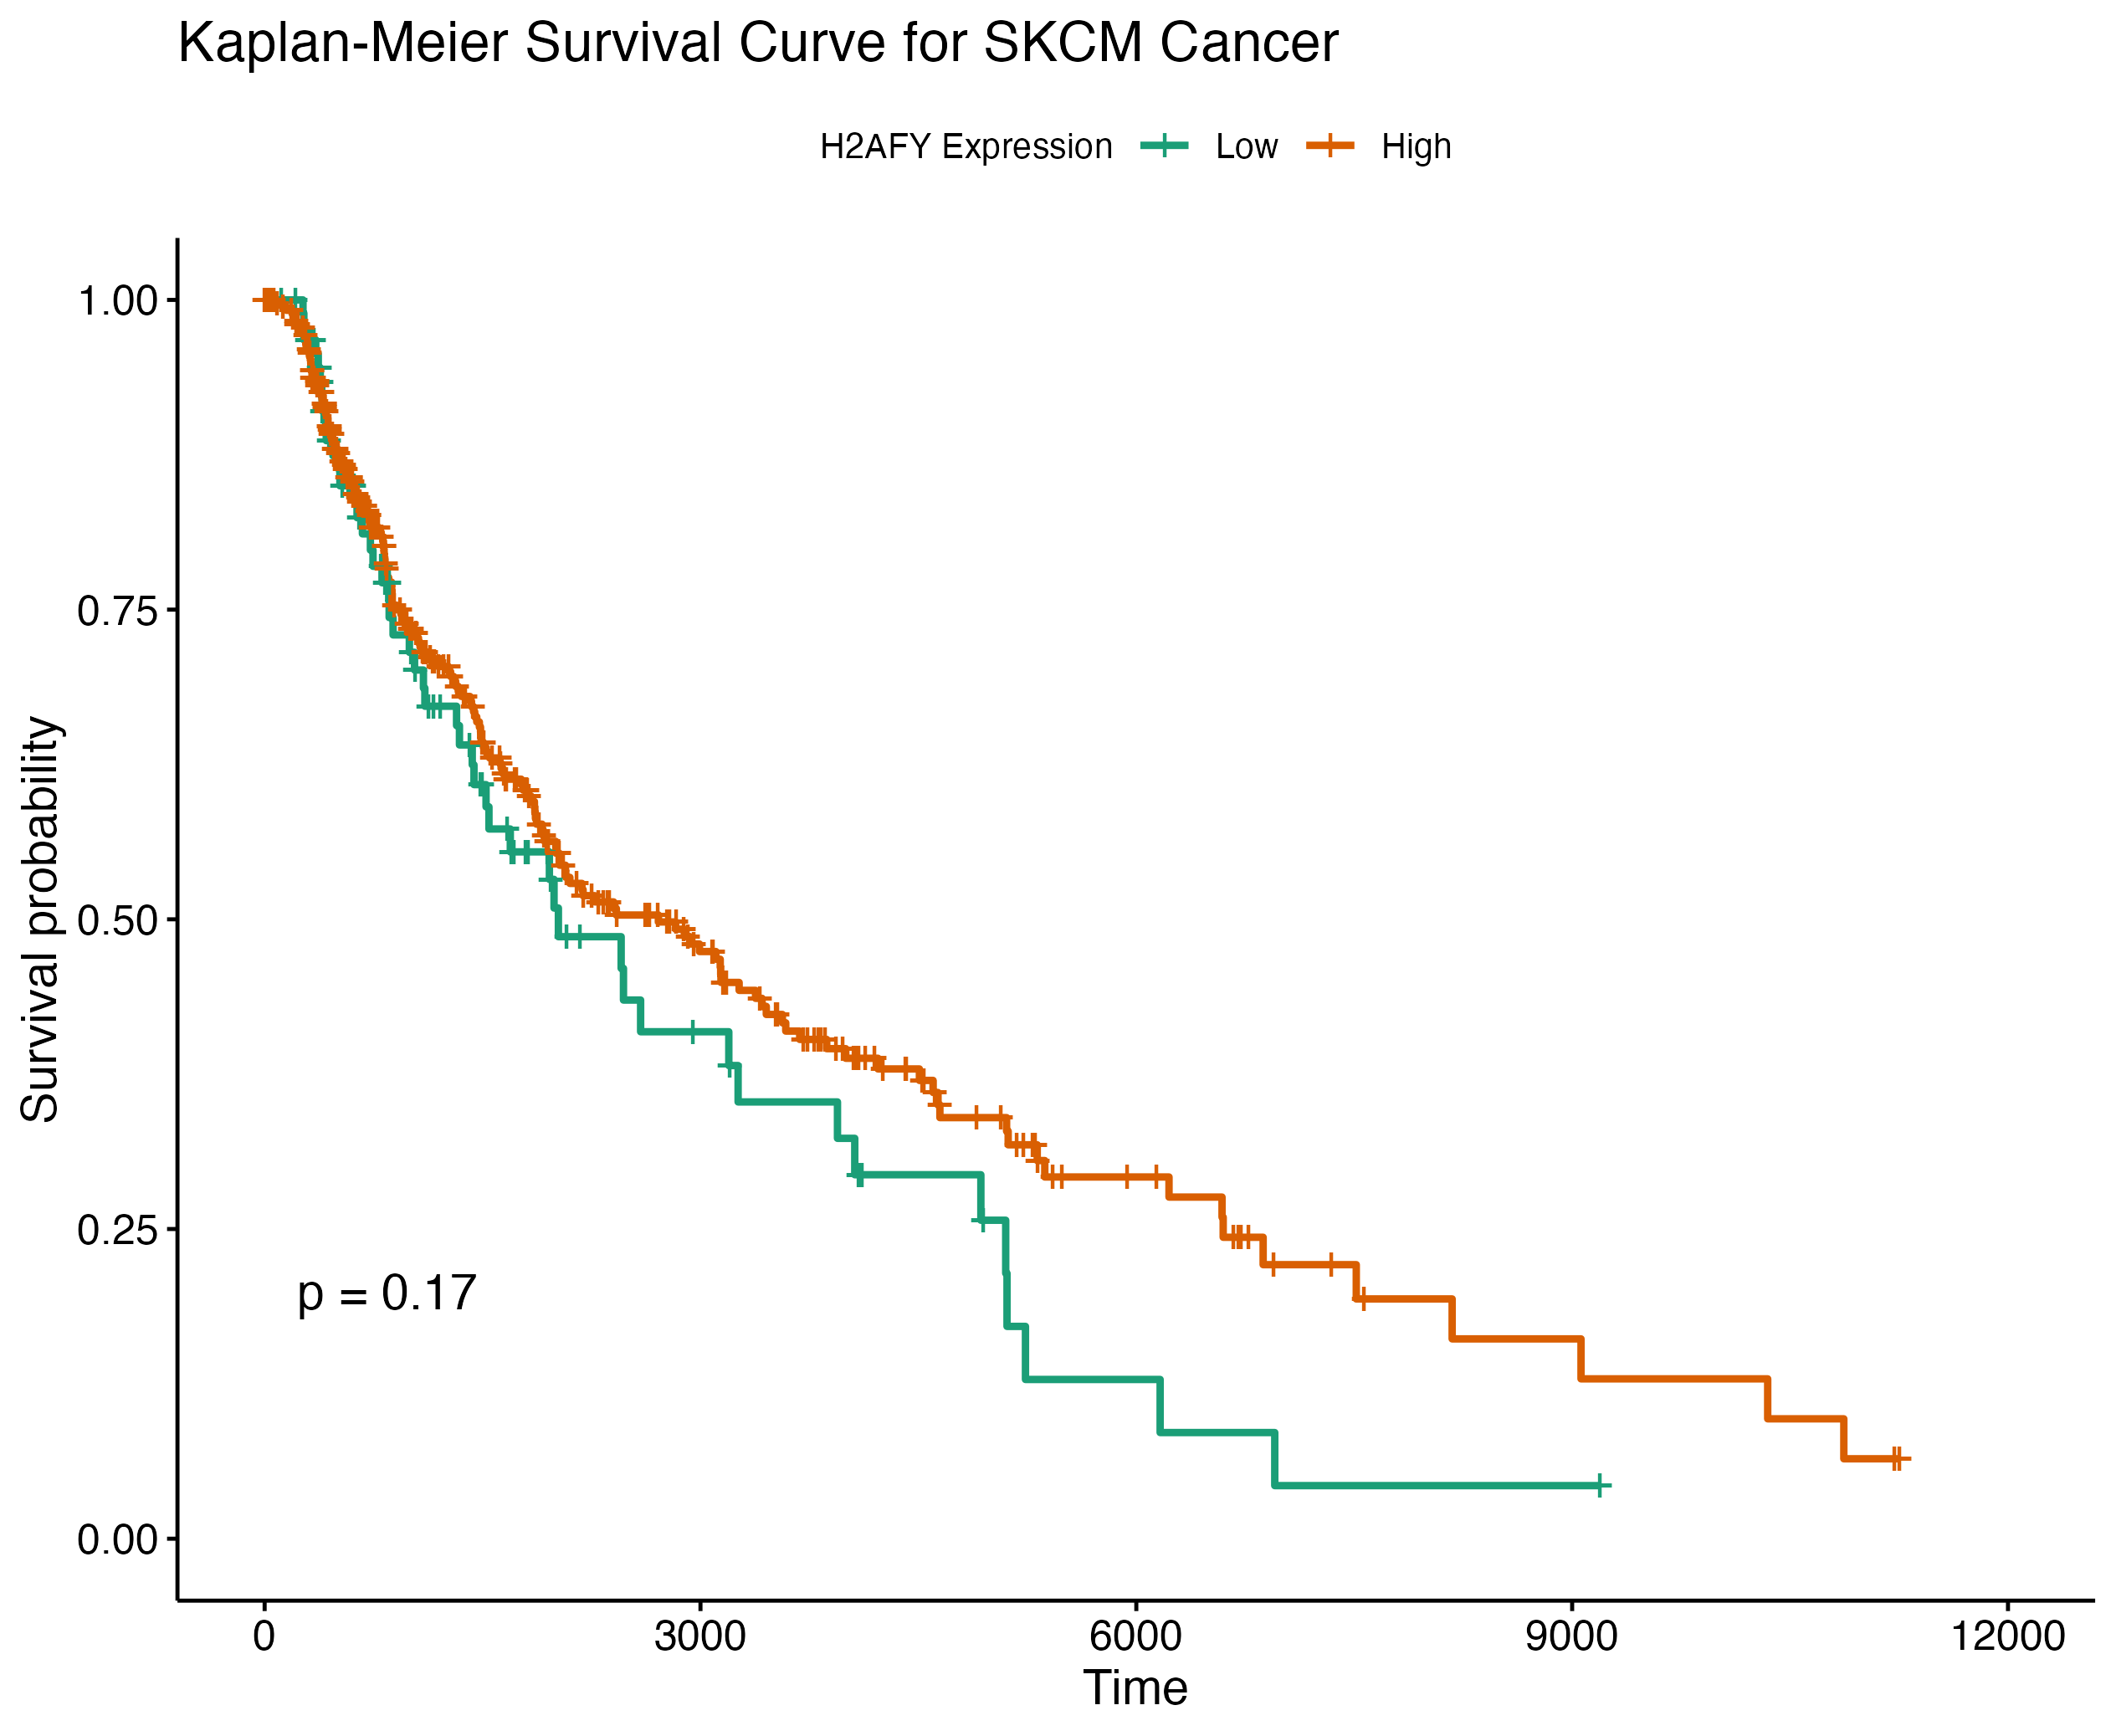 Kaplan-Meier Survival Curve for SKCM Cancer
H2AFY Expression Low High
Survival probability
1.00
0.75
0.50
0.25
0.00
p = 0.17
0 3000 6000 9000 12000
Time